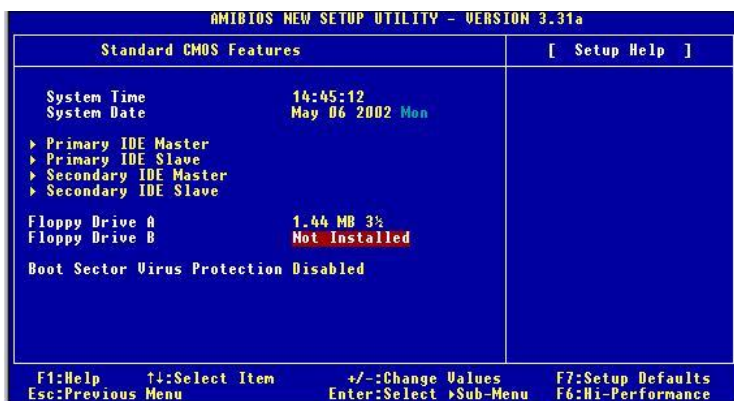 AMIBIOS NEW SETUP UTILITY - VERSION 3.31a
Standard CMOS Features [ Setup Help ]
System Time 14:45:12
System Date May 06 2002 Mon
▸ Primary IDE Master
▸ Primary IDE Slave
▸ Secondary IDE Master
▸ Secondary IDE Slave
Floppy Drive A 1.44 MB 3½
Floppy Drive B Not Installed
Boot Sector Virus Protection Disabled
F1:Help ↑↓:Select Item +/-:Change Values F7:Setup Defaults
Esc:Previous Menu Enter:Select ▸Sub-Menu F6:Hi-Performance